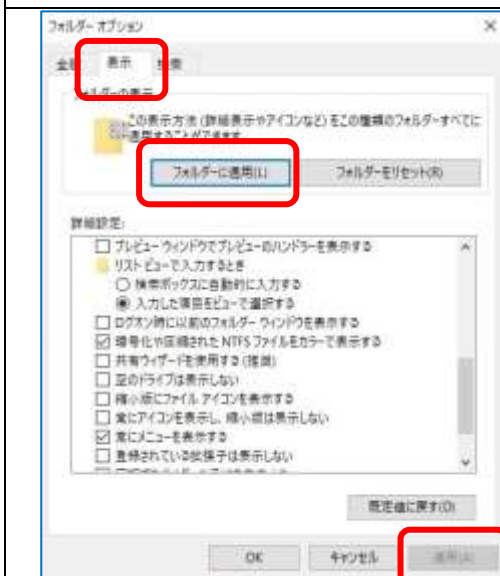 フォルダー オプション
全般 表示 検索
フォルダーの表示
この表示方法 (詳細表示やアイコンなど) をこの種類のフォルダーすべてに
適用することができます
フォルダーに適用(L) フォルダーをリセット(R)
詳細設定:
プレビュー ウィンドウでプレビューのハンドラーを表示する
リスト ビューで入力するとき
検索ボックスに自動的に入力する
入力した項目をビューで選択する
ログオン時に以前のフォルダー ウィンドウを表示する
暗号化や圧縮された NTFS ファイルをカラーで表示する
共有ウィザードを使用する (推奨)
空のドライブは表示しない
縮小版にファイル アイコンを表示する
常にアイコンを表示し、縮小版は表示しない
常にメニューを表示する
登録されている拡張子は表示しない
既定値に戻す(D)
OK キャンセル 適用(A)